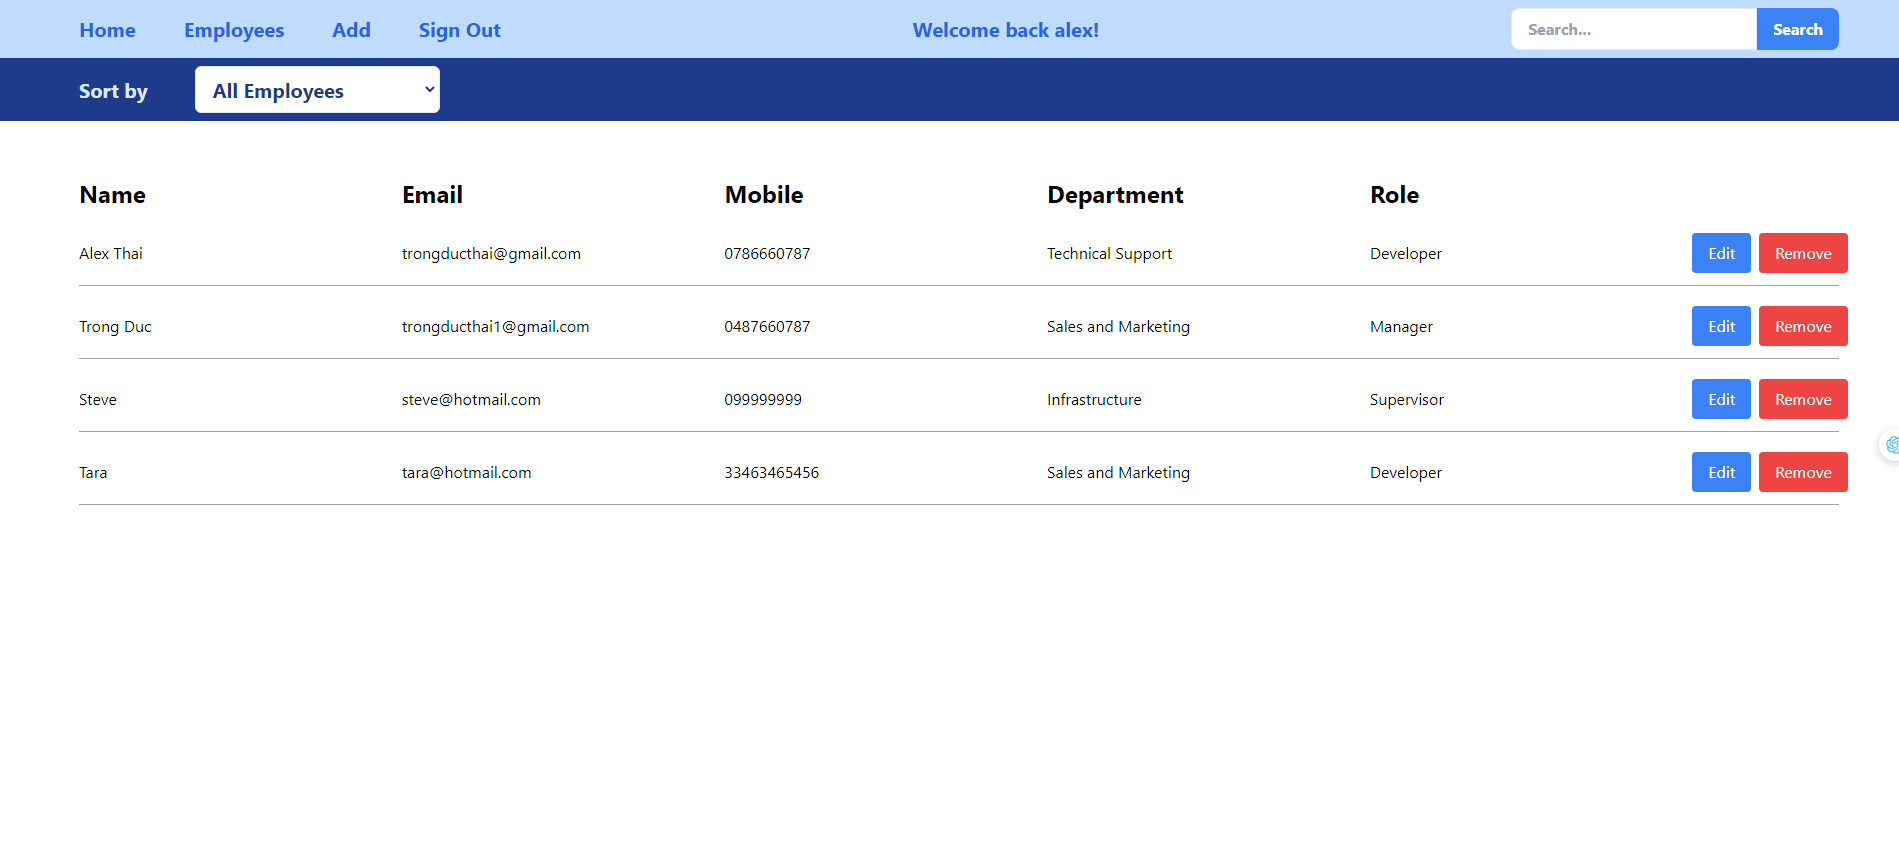 Home Employees Add Sign Out Welcome back alex! Search... Search
Sort by All Employees
Name Email Mobile Department Role
Alex Thai trongducthai@gmail.com 0786660787 Technical Support Developer Edit Remove
Trong Duc trongducthai1@gmail.com 0487660787 Sales and Marketing Manager Edit Remove
Steve steve@hotmail.com 099999999 Infrastructure Supervisor Edit Remove
Tara tara@hotmail.com 33463465456 Sales and Marketing Developer Edit Remove